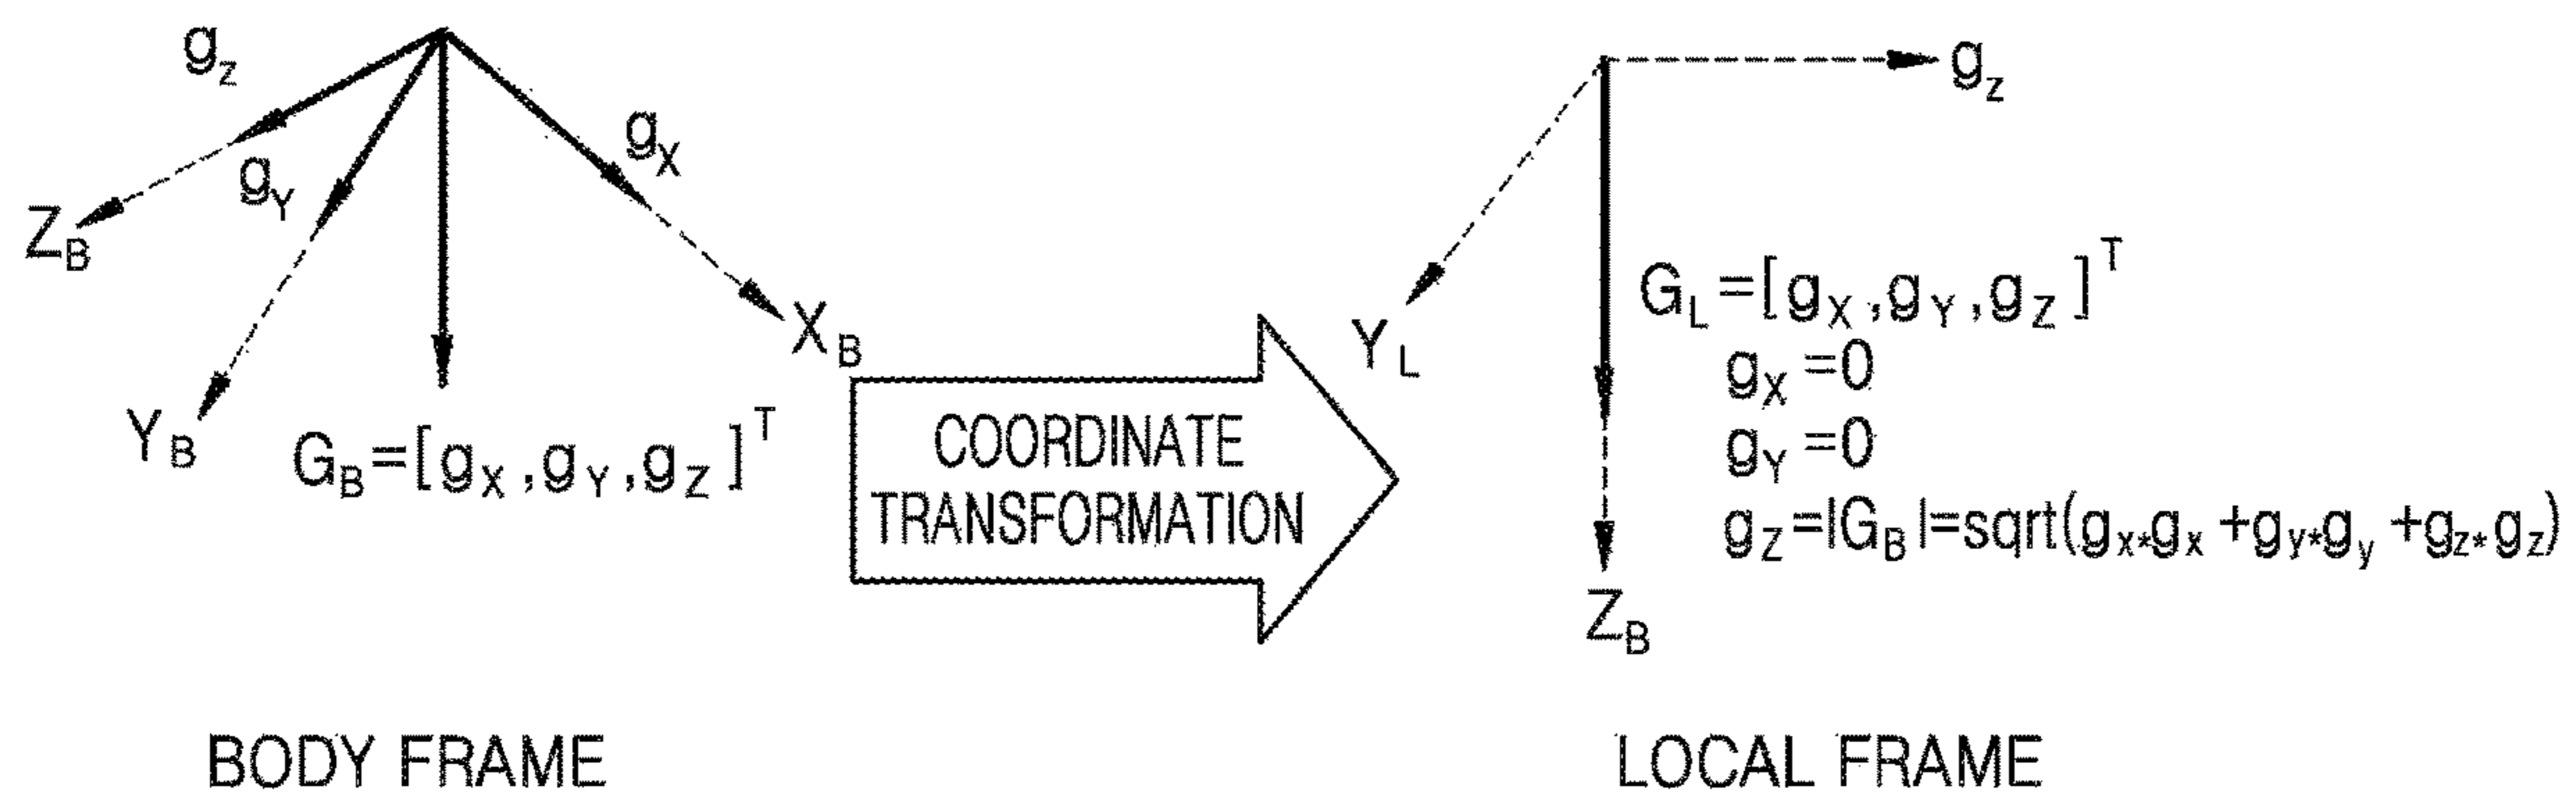 g_z
g_X
g_Y
Z_B
X_B
Y_B
G_B=[g_X,g_Y,g_Z]^T
COORDINATE
TRANSFORMATION
g_z
Y_L
G_L=[g_X,g_Y,g_Z]^T
g_X=0
g_Y=0
g_Z=|G_B|=sqrt(g_x*g_x+g_y*g_y+g_z*g_z)
Z_B
BODY FRAME
LOCAL FRAME